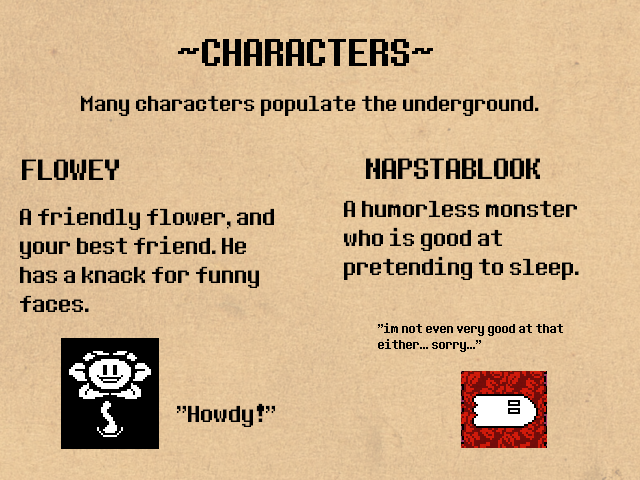 ~CHARACTERS~
Many characters populate the underground.
FLOWEY
A friendly flower, and
your best friend. He
has a knack for funny
faces.
"Howdy!"
NAPSTABLOOK
A humorless monster
who is good at
pretending to sleep.
"im not even very good at that
either... sorry..."